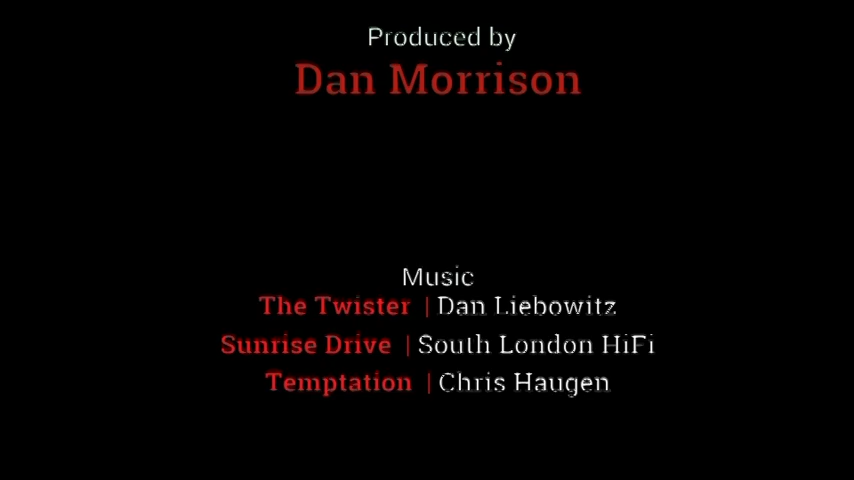 Produced by
Dan Morrison
Music
The Twister | Dan Liebowitz
Sunrise Drive | South London HiFi
Temptation | Chris Haugen